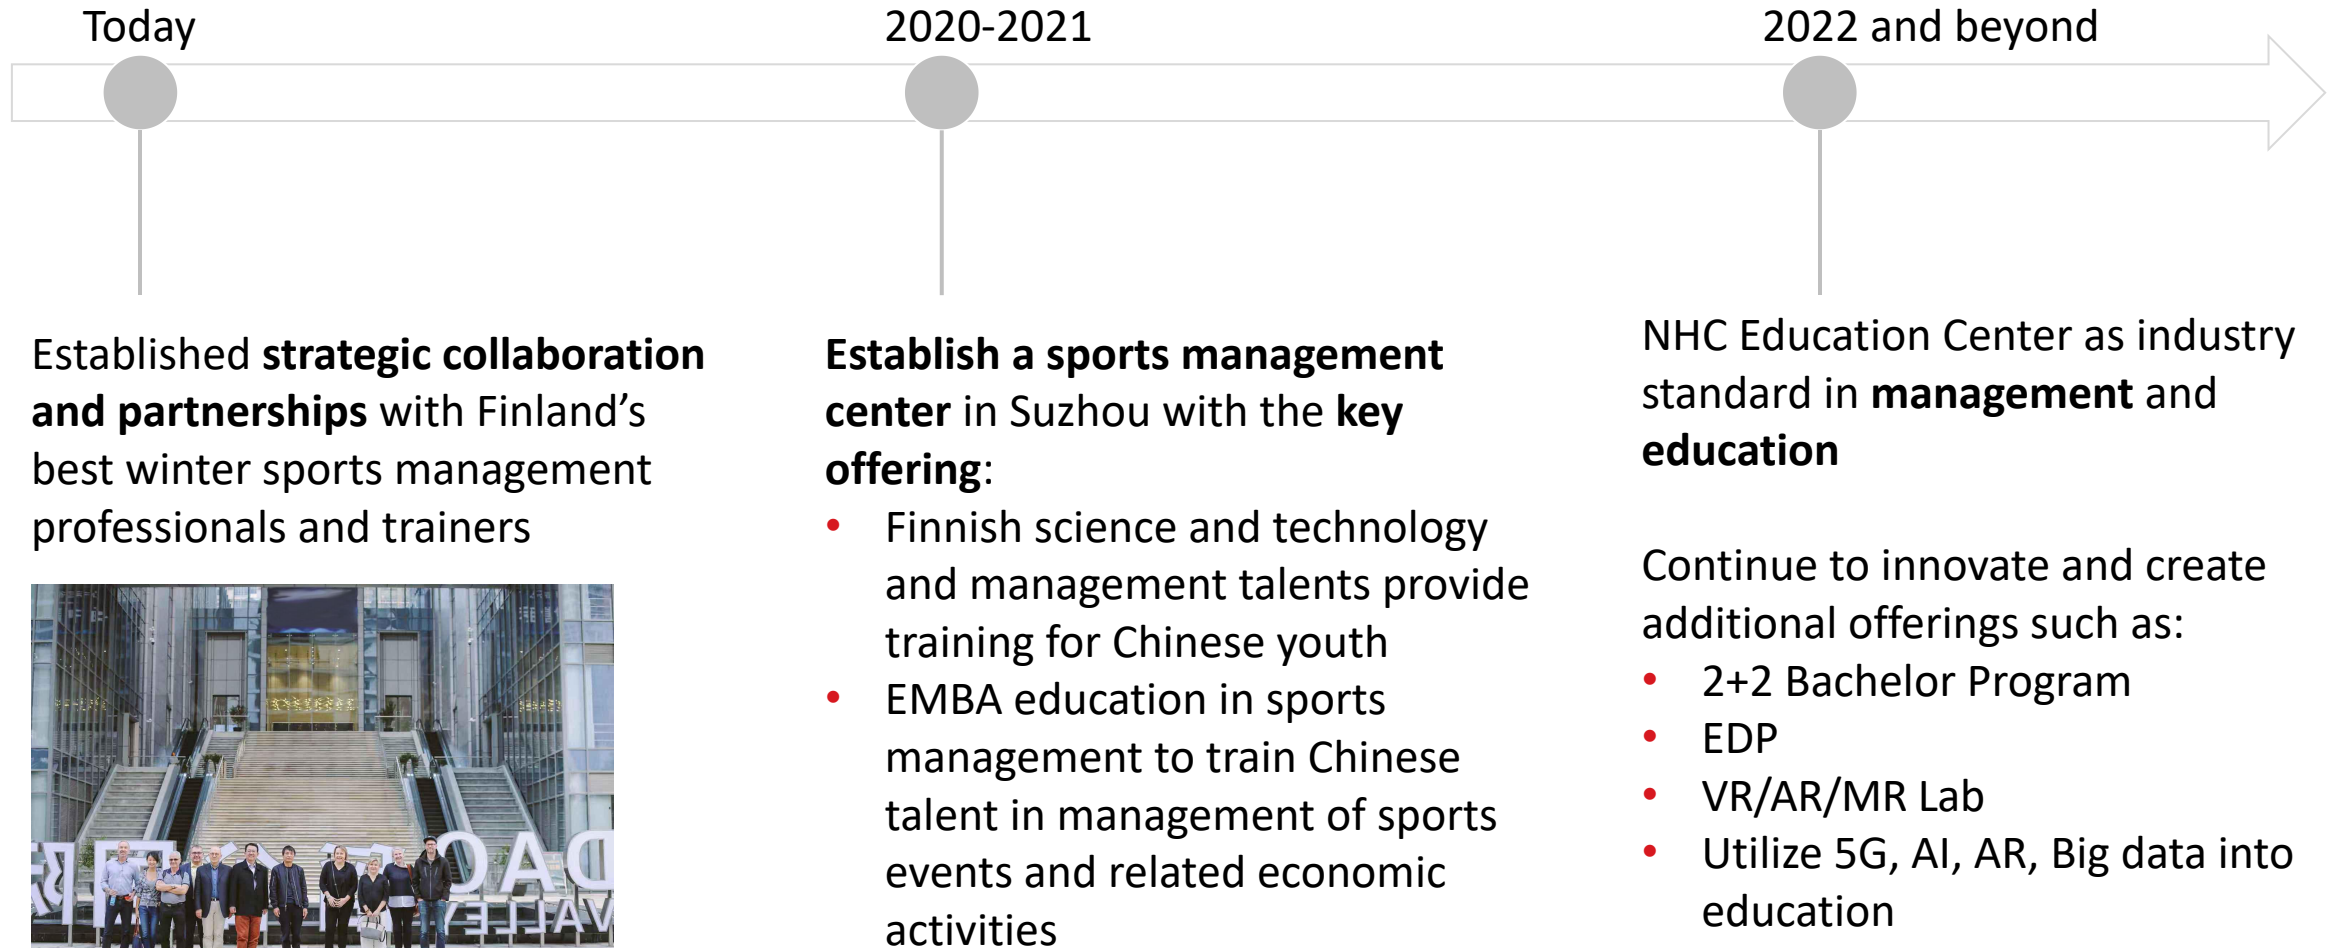 Today
2020-2021
2022 and beyond
Established strategic collaboration
and partnerships with Finland’s
best winter sports management
professionals and trainers
DAO
VALLEY
Establish a sports management
center in Suzhou with the key
offering:
• Finnish science and technology
and management talents provide
training for Chinese youth
• EMBA education in sports
management to train Chinese
talent in management of sports
events and related economic
activities
NHC Education Center as industry
standard in management and
education
Continue to innovate and create
additional offerings such as:
• 2+2 Bachelor Program
• EDP
• VR/AR/MR Lab
• Utilize 5G, AI, AR, Big data into
education